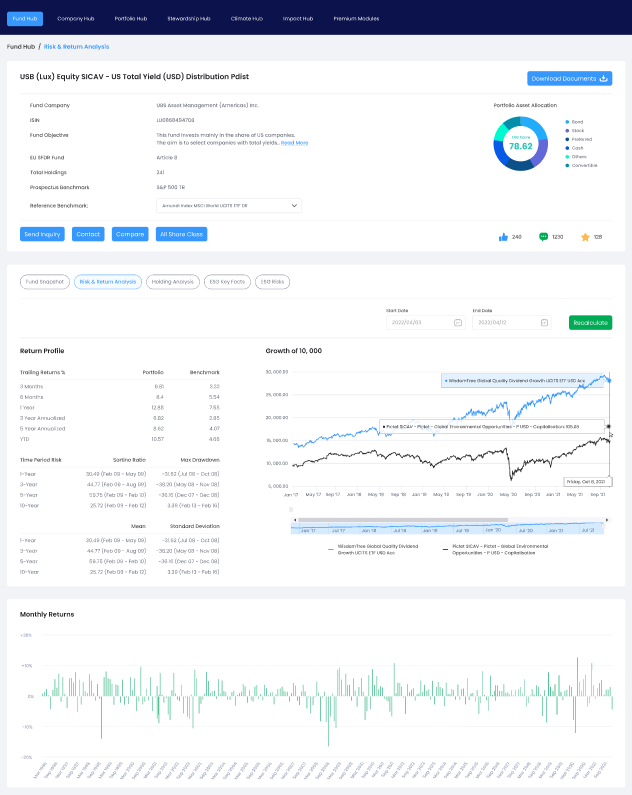 Fund Hub Company Hub Portfolio Hub Stewardship Hub Climate Hub Impact Hub Premium Modules
Fund Hub / Risk & Return Analysis
USB (Lux) Equity SICAV - US Total Yield (USD) Distribution Pdist
Download Documents
Fund Company UBS Asset Management (Americas) Inc.
ISIN LU0868494708
Fund Objective This fund invests mainly in the share of US companies.
The aim is to select companies with total yields.. Read More
EU SFDR Fund Article 8
Total Holdings 241
Prospectus Benchmark S&P 500 TR
Reference Benchmark: Amundi Index MSCI World UCITS ETF DR
Portfolio Asset Allocation
78.62
Bond
Stock
Preferred
Cash
Others
Convertible
Send Inquiry Contact Compare All Share Class
240 1230 128
Fund Snapshot Risk & Return Analysis Holding Analysis ESG Key Facts ESG Risks
Start Date End Date
2022/04/03 2022/04/12 Recalculate
Return Profile
Trailing Returns % Portfolio Benchmark
3 Months 6.61 3.32
6 Months 8.4 5.54
1 Year 12.88 7.65
3 Year Annualized 6.82 2.65
5 Year Annualized 8.62 4.07
YTD 10.57 4.66
Time Period Risk Sortino Ratio Max Drawdown
1-Year 30.49 (Feb 09 - May 09) -31.62 (Jul 08 - Oct 08)
3-Year 44.77 (Feb 09 - Aug 09) -36.20 (May 08 - Nov 08)
5-Year 59.75 (Feb 09 - Feb 10) -36.16 (Dec 07 - Dec 08)
10-Year 25.72 (Feb 09 - Feb 12) 3.39 (Feb 13 - Feb 16)
Mean Standard Deviation
1-Year 30.49 (Feb 09 - May 09) -31.62 (Jul 08 - Oct 08)
3-Year 44.77 (Feb 09 - Aug 09) -36.20 (May 08 - Nov 08)
5-Year 59.75 (Feb 09 - Feb 10) -36.16 (Dec 07 - Dec 08)
10-Year 25.72 (Feb 09 - Feb 12) 3.39 (Feb 13 - Feb 16)
Growth of 10, 000
30, 000.00
25,000.00
20,000.00
15,000.00
10,000.00
5, 000.00
WisdomTree Global Quality Dividend Growth UCITS ETF USD Acc
Pictet SICAV - Pictet - Global Environmental Opportunities - P USD - Capitalisation:
Friday, Oct 8, 2021
Jan '17 May '17 Sep '17 Jan '18 May '18 Sep '18 Jan '19 May '19 Sep '19 Jan '20 May '20 Sep '20 Jan '21 May '21 Sep '21
Jan '17 Jul '17 Jan '18 Jul '18 Jan '19 Jul '19 Jan '20 Jul '20 Jan '21 Jul '21
WisdomTree Global Quality Dividend
Growth UCITS ETF USD Acc
Pictet SICAV - Pictet - Global Environmental
Opportunities - P USD - Capitalisation
Monthly Returns
+20%
+10%
0%
-10%
-20%